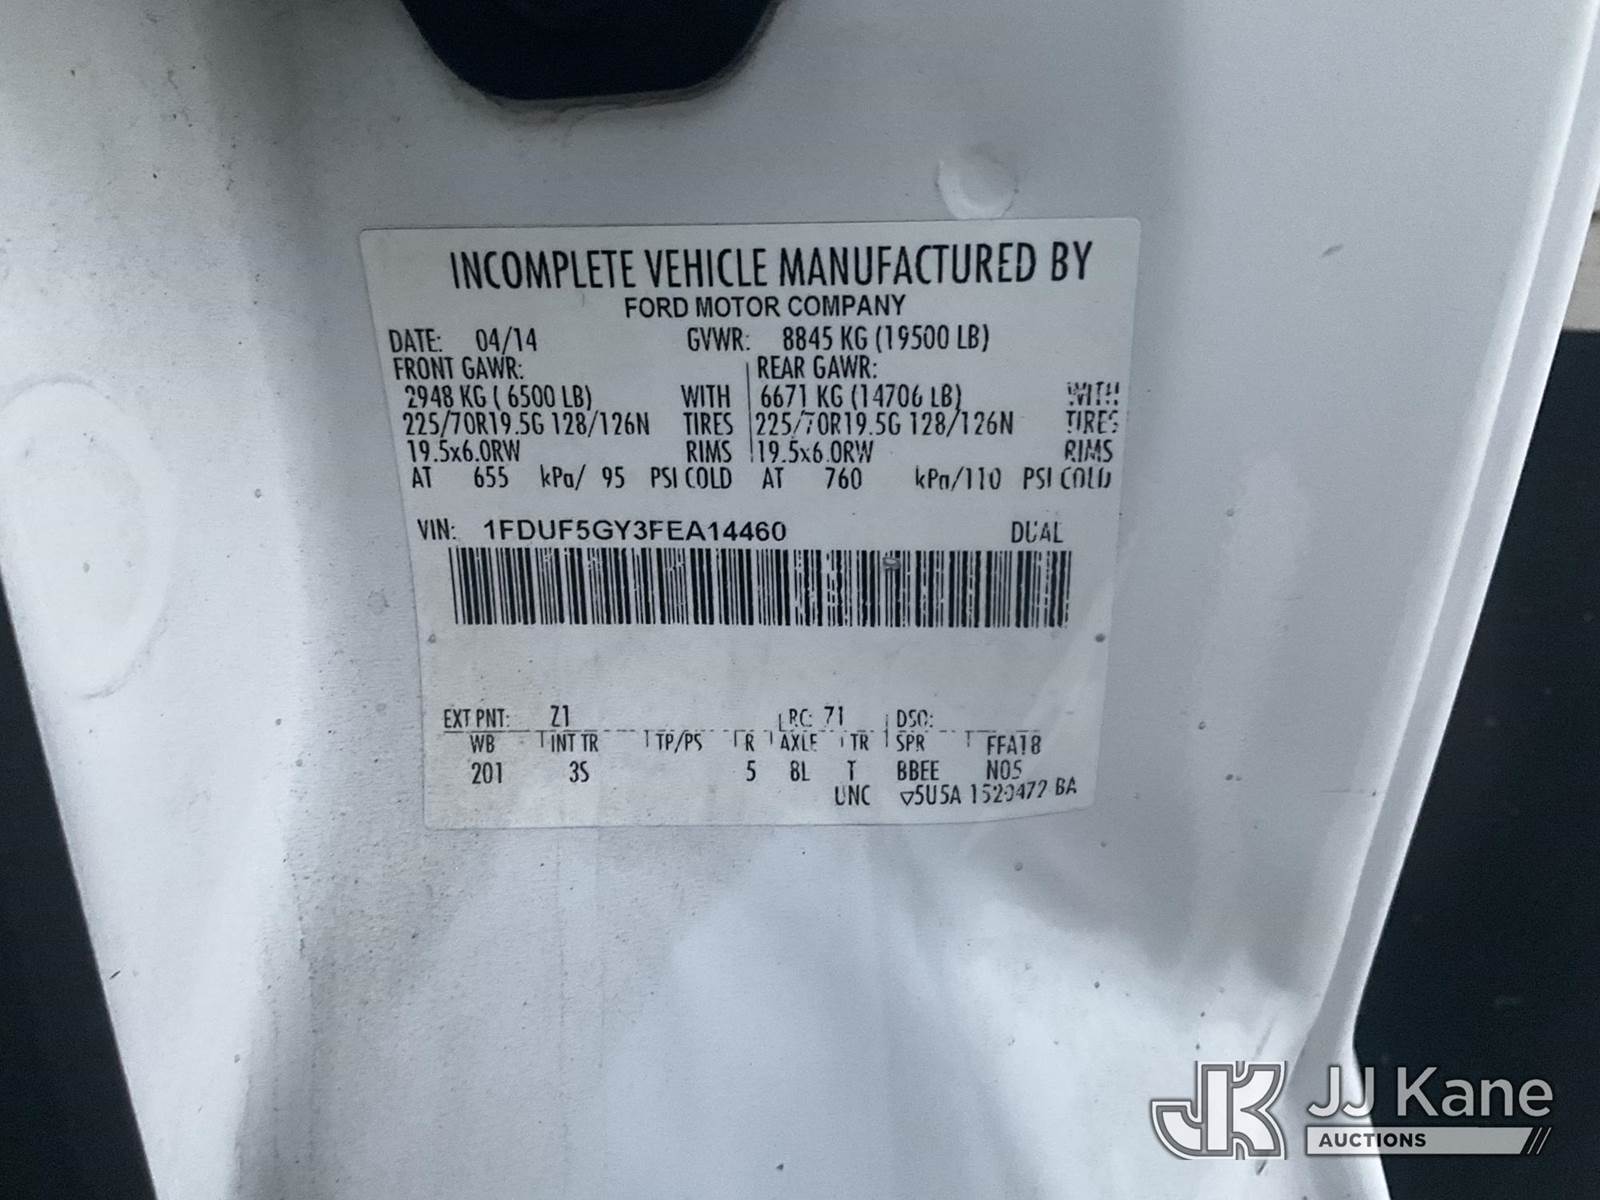 INCOMPLETE VEHICLE MANUFACTURED BY
FORD MOTOR COMPANY
DATE: 04/14 GVWR: 8845 KG (19500 LB)
FRONT GAWR: REAR GAWR:
2948 KG ( 6500 LB) WITH 6671 KG (14706 LB) WITH
225/70R19.5G 128/126N TIRES 225/70R19.5G 128/126N TIRES
19.5x6.0RW RIMS 19.5x6.0RW RIMS
AT 655 kPa/ 95 PSI COLD AT 760 kPa/110 PSI COLD
VIN: 1FDUF5GY3FEA14460 DUAL
EXT PNT: Z1 RC: 71 DSO:
WB INT TR TP/PS R AXLE TR SPR FFA18
201 3S 5 8L T BBEE N05
UNC ▽5U5A BA
JK JJ Kane
AUCTIONS